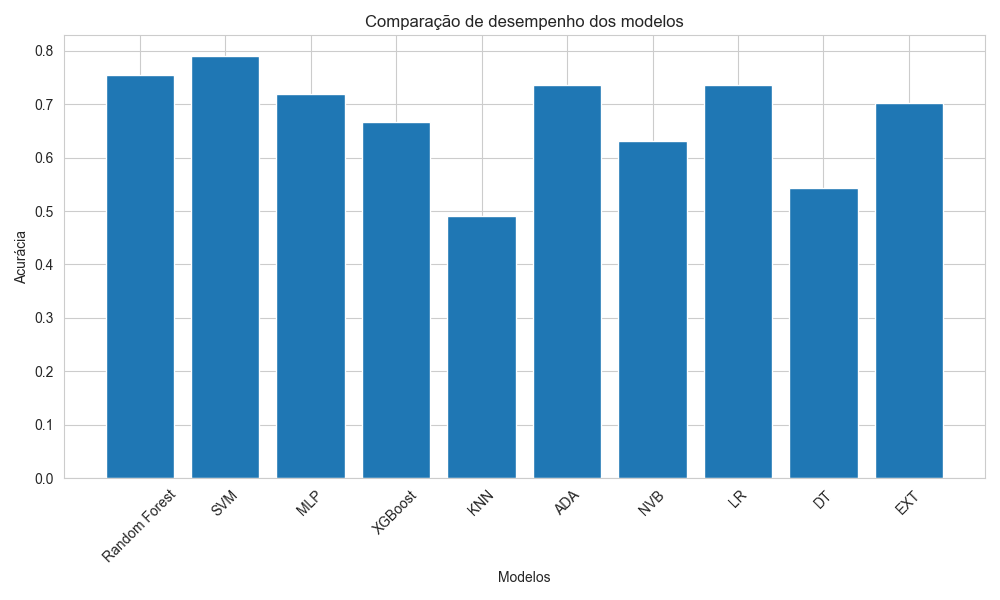 Comparação de desempenho dos modelos
Acurácia
0.8
0.7
0.6
0.5
0.4
0.3
0.2
0.1
0.0
Random Forest
SVM
MLP
XGBoost
KNN
ADA
NVB
LR
DT
EXT
Modelos